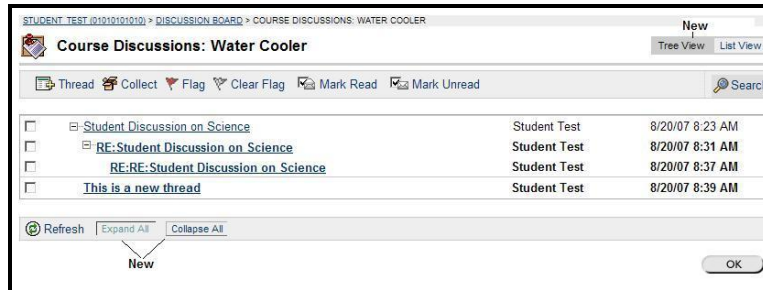 STUDENT TEST (01010101010) > DISCUSSION BOARD > COURSE DISCUSSIONS: WATER COOLER
New
Course Discussions: Water Cooler
Tree View List View
Thread Collect Flag Clear Flag Mark Read Mark Unread Search
Student Discussion on Science Student Test 8/20/07 8:23 AM
RE:Student Discussion on Science Student Test 8/20/07 8:31 AM
RE:RE:Student Discussion on Science Student Test 8/20/07 8:37 AM
This is a new thread Student Test 8/20/07 8:39 AM
Refresh Expand All Collapse All
New
OK